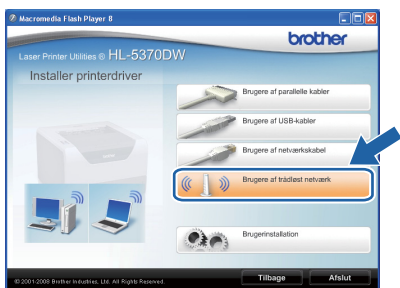 Macromedia Flash Player 8
brother
Laser Printer Utilities © HL-5370DW
Installer printerdriver
Brugere af parallelle kabler
Brugere af USB-kabler
Brugere af netværkskabel
Brugere af trådløst netværk
Brugerinstallation
© 2001-2008 Brother Industries, Ltd. All Rights Reserved.
Tilbage
Afslut